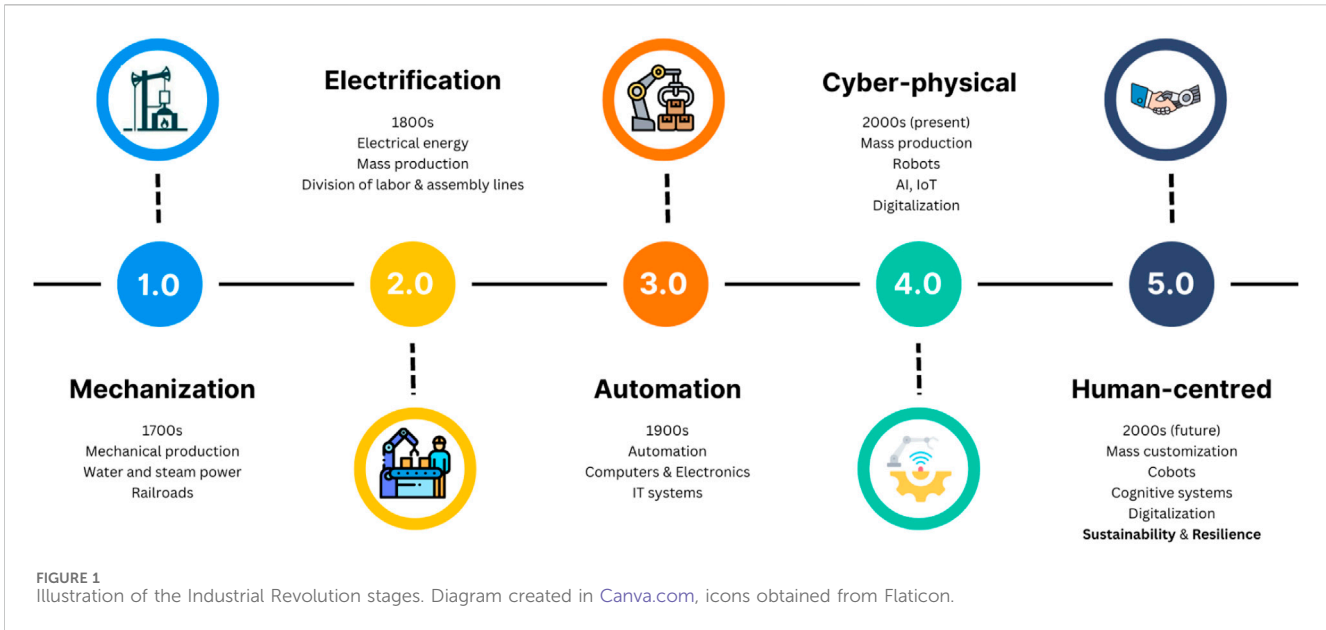 Electrification
1800s
Electrical energy
Mass production
Division of labor & assembly lines
Cyber-physical
2000s (present)
Mass production
Robots
AI, IoT
Digitalization
1.0
2.0
3.0
4.0
5.0
Mechanization
1700s
Mechanical production
Water and steam power
Railroads
Automation
1900s
Automation
Computers & Electronics
IT systems
Human-centred
2000s (future)
Mass customization
Cobots
Cognitive systems
Digitalization
Sustainability & Resilience
FIGURE 1
Illustration of the Industrial Revolution stages. Diagram created in Canva.com, icons obtained from Flaticon.